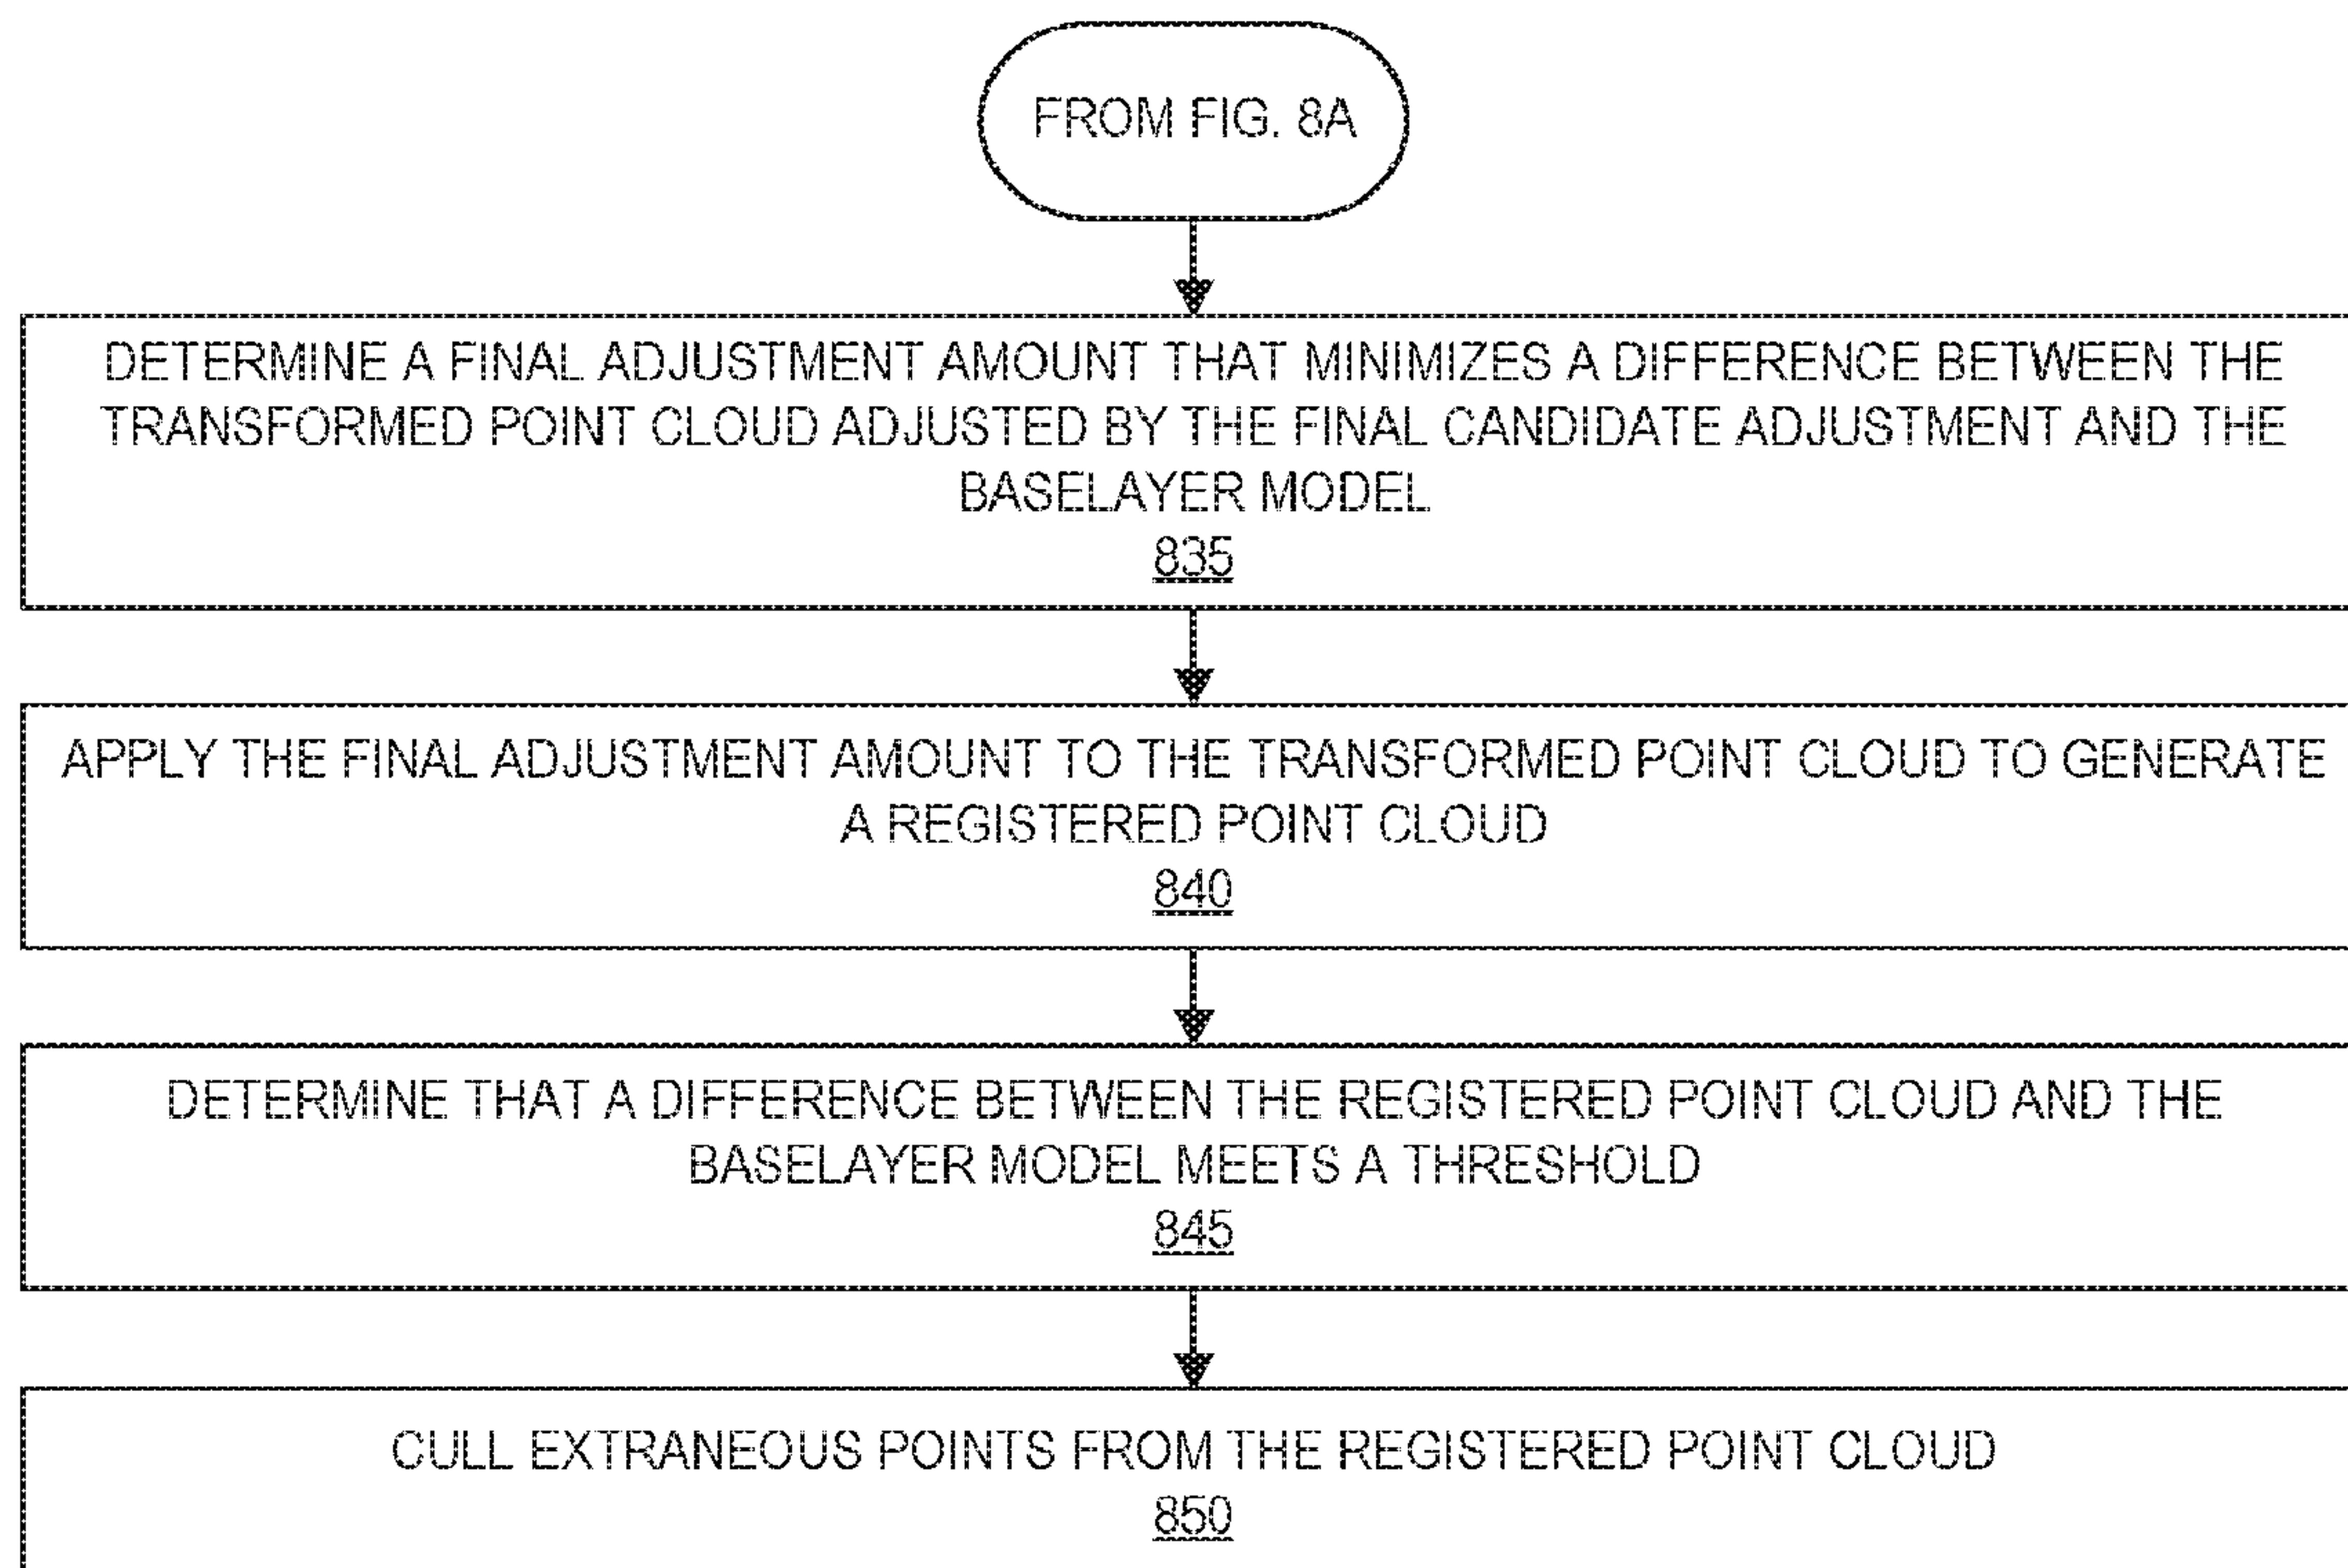 FROM FIG. 8A
DETERMINE A FINAL ADJUSTMENT AMOUNT THAT MINIMIZES A DIFFERENCE BETWEEN THE
TRANSFORMED POINT CLOUD ADJUSTED BY THE FINAL CANDIDATE ADJUSTMENT AND THE
BASELAYER MODEL
835
APPLY THE FINAL ADJUSTMENT AMOUNT TO THE TRANSFORMED POINT CLOUD TO GENERATE
A REGISTERED POINT CLOUD
840
DETERMINE THAT A DIFFERENCE BETWEEN THE REGISTERED POINT CLOUD AND THE
BASELAYER MODEL MEETS A THRESHOLD
845
CULL EXTRANEOUS POINTS FROM THE REGISTERED POINT CLOUD
850